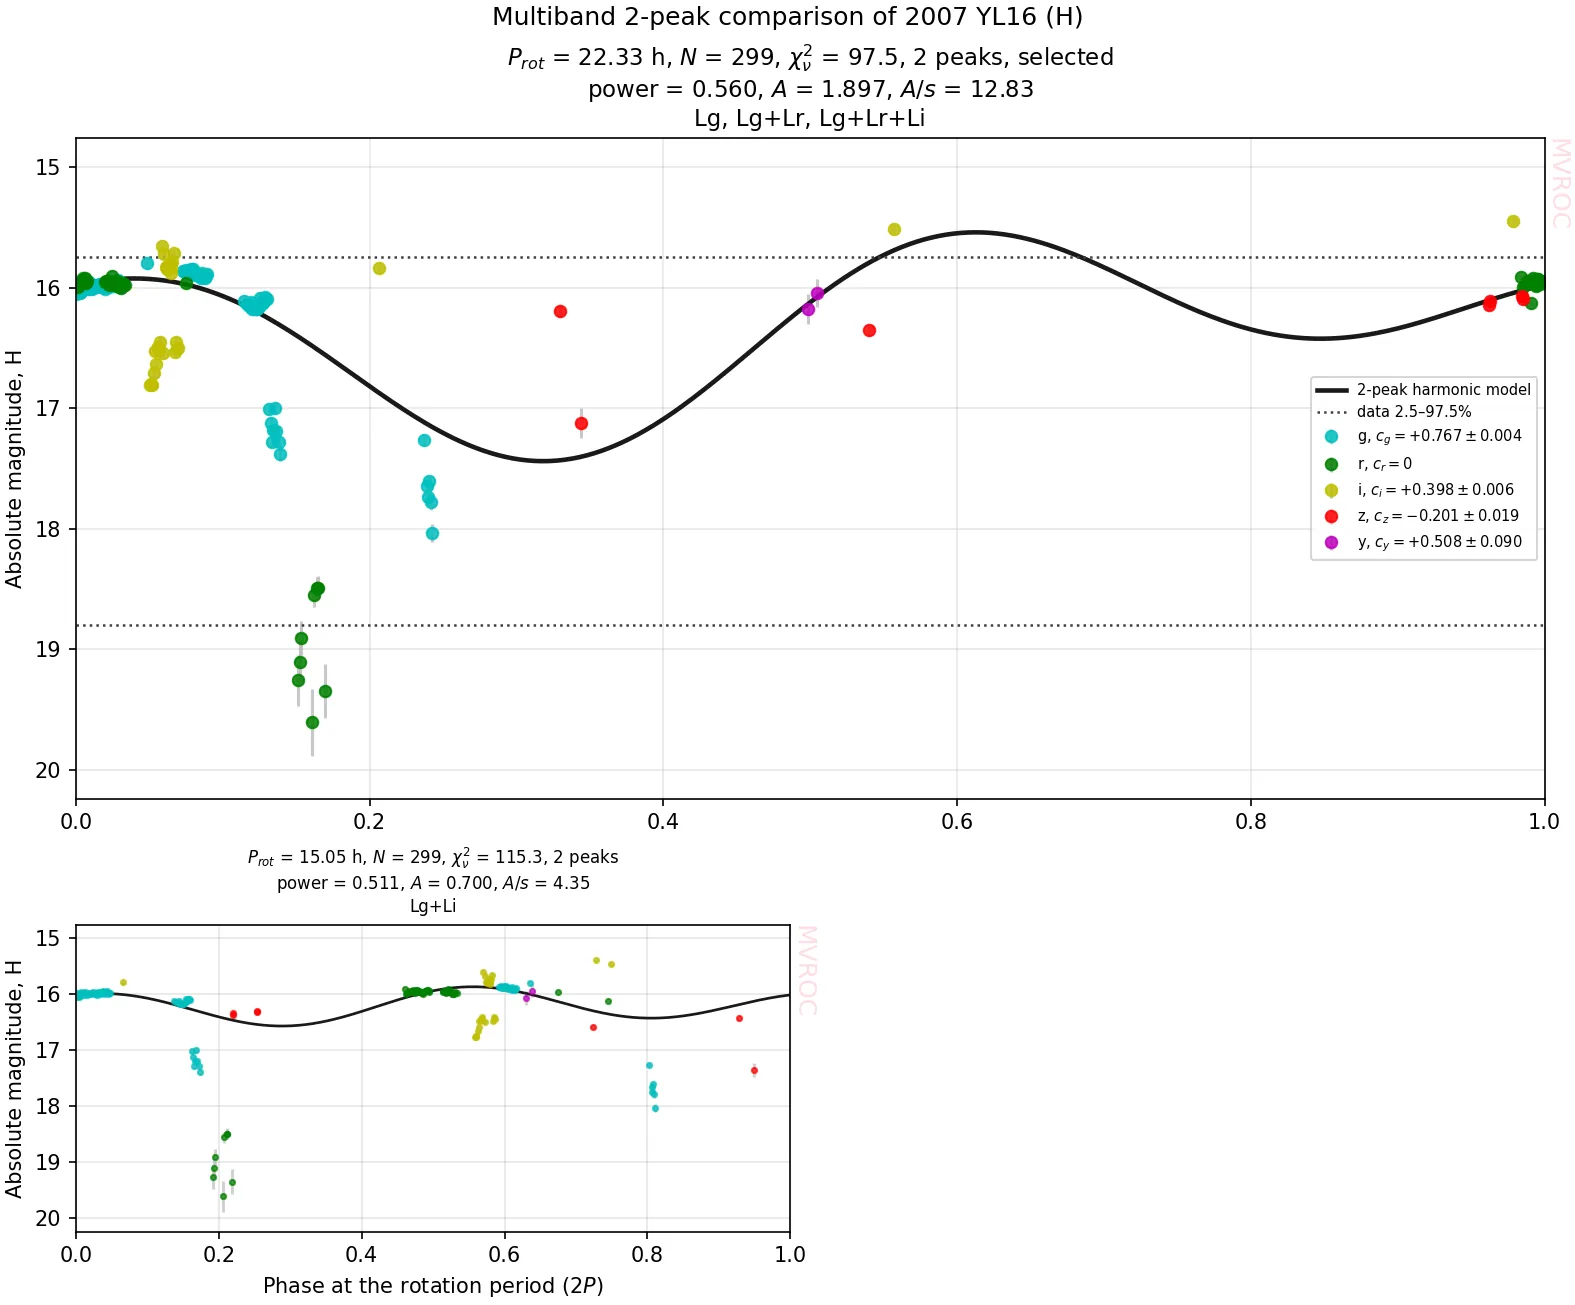 Multiband 2-peak comparison of 2007 YL16 (H)
P_rot = 22.33 h, N = 299, χ²_ν = 97.5, 2 peaks, selected
power = 0.560, A = 1.897, A/s = 12.83
Lg, Lg+Lr, Lg+Lr+Li
MVROC
Absolute magnitude, H
15
16
17
18
19
20
2-peak harmonic model
data 2.5–97.5%
g, c_g = +0.767 ± 0.004
r, c_r = 0
i, c_i = +0.398 ± 0.006
z, c_z = −0.201 ± 0.019
y, c_y = +0.508 ± 0.090
0.0 0.2 0.4 0.6 0.8 1.0
P_rot = 15.05 h, N = 299, χ²_ν = 115.3, 2 peaks
power = 0.511, A = 0.700, A/s = 4.35
Lg+Li
MVROC
Absolute magnitude, H
15
16
17
18
19
20
0.0 0.2 0.4 0.6 0.8 1.0
Phase at the rotation period (2P)